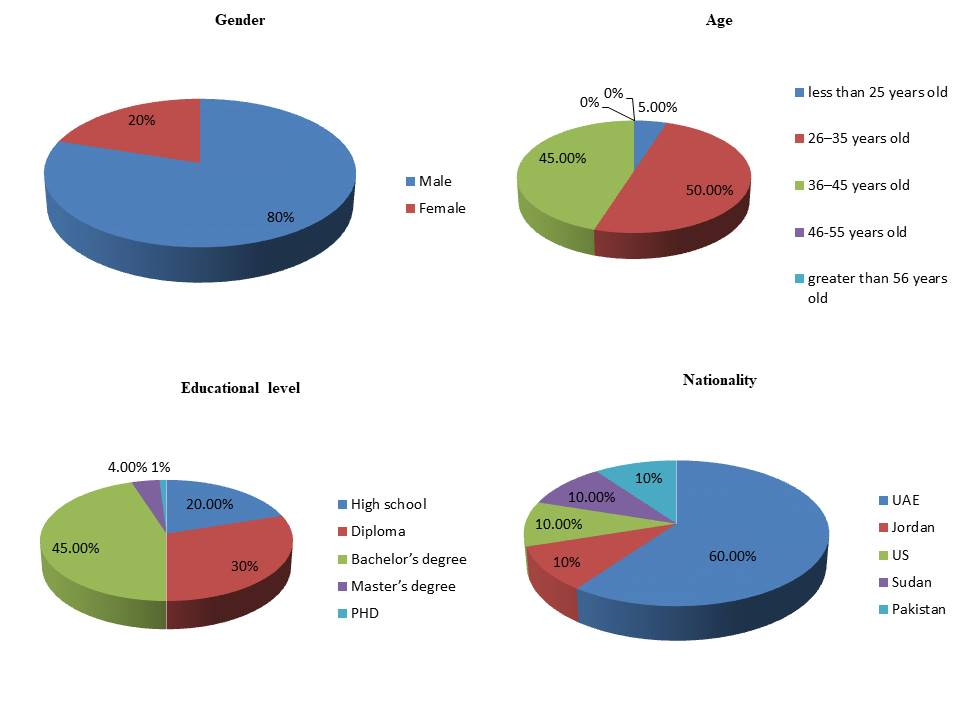 Gender
20%
80%
Male
Female
Age
0%
0%
5.00%
45.00%
50.00%
less than 25 years old
26–35 years old
36–45 years old
46-55 years old
greater than 56 years
old
Educational level
4.00%
1%
20.00%
45.00%
30%
High school
Diploma
Bachelor’s degree
Master’s degree
PHD
Nationality
10%
10.00%
10.00%
10%
60.00%
UAE
Jordan
US
Sudan
Pakistan